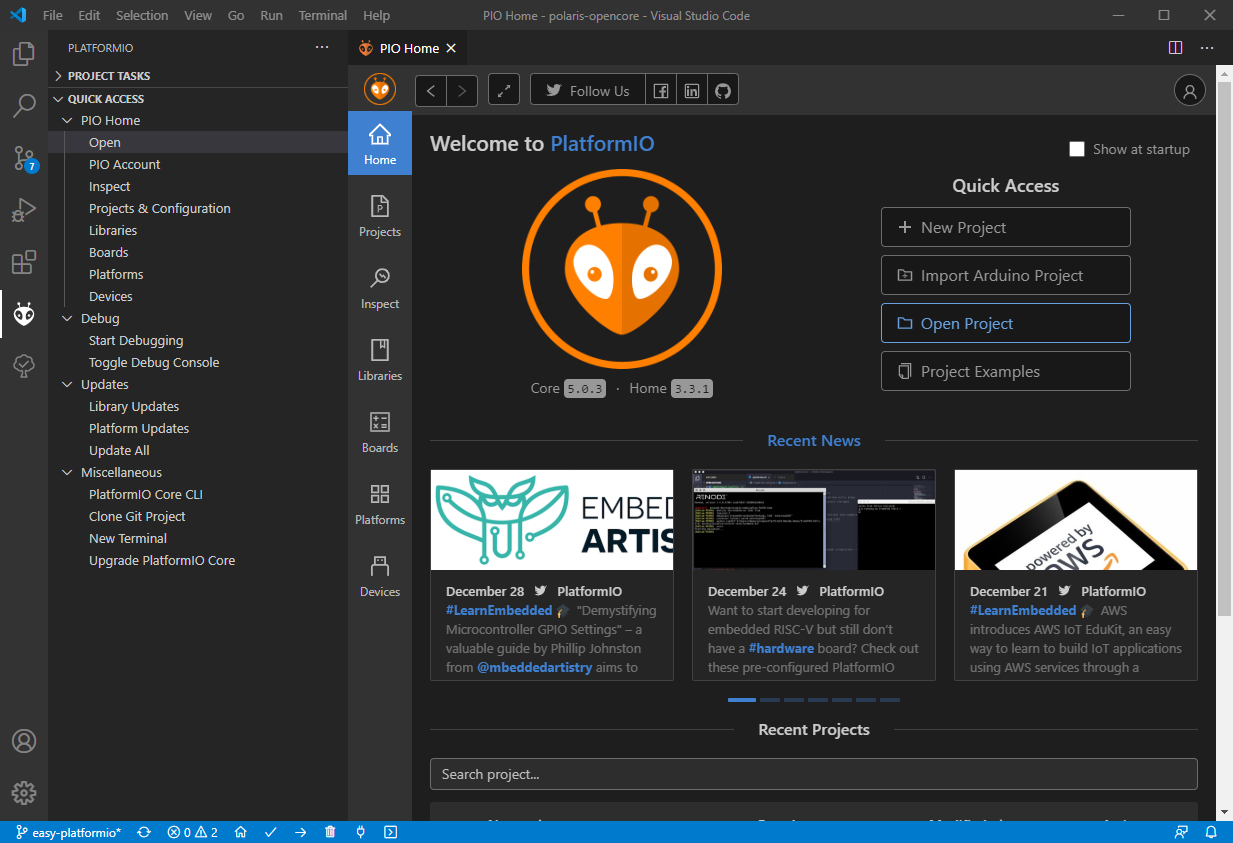 File Edit Selection View Go Run Terminal Help
PIO Home - polaris-opencore - Visual Studio Code
PLATFORMIO
PROJECT TASKS
QUICK ACCESS
PIO Home
Open
PIO Account
Inspect
Projects & Configuration
Libraries
Boards
Platforms
Devices
Debug
Start Debugging
Toggle Debug Console
Updates
Library Updates
Platform Updates
Update All
Miscellaneous
PlatformIO Core CLI
Clone Git Project
New Terminal
Upgrade PlatformIO Core
7
PIO Home
Follow Us
Home
Projects
Inspect
Libraries
Boards
Platforms
Devices
Welcome to PlatformIO
Show at startup
Core 5.0.3 · Home 3.3.1
Quick Access
New Project
Import Arduino Project
Open Project
Project Examples
Recent News
EMBED
ARTIS
December 28 PlatformIO
#LearnEmbedded "Demystifying
Microcontroller GPIO Settings" – a
valuable guide by Phillip Johnston
from @mbeddedartistry aims to
RENODE
December 24 PlatformIO
Want to start developing for
embedded RISC-V but still don't
have a #hardware board? Check out
these pre-configured PlatformIO
powered by
aws
December 21 PlatformIO
#LearnEmbedded AWS
introduces AWS IoT EduKit, an easy
way to learn to build IoT applications
using AWS services through a
Recent Projects
Search project...
easy-platformio* 0 2